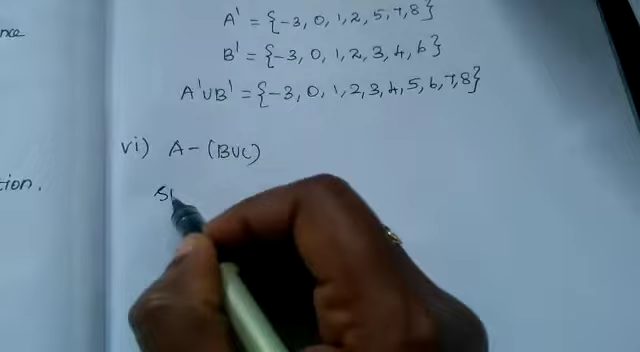 A' = {-3, 0, 1, 2, 5, 7, 8}
B' = {-3, 0, 1, 2, 3, 4, 6}
A'∪B' = {-3, 0, 1, 2, 3, 4, 5, 6, 7, 8}
vi) A - (B∪C)
tion.